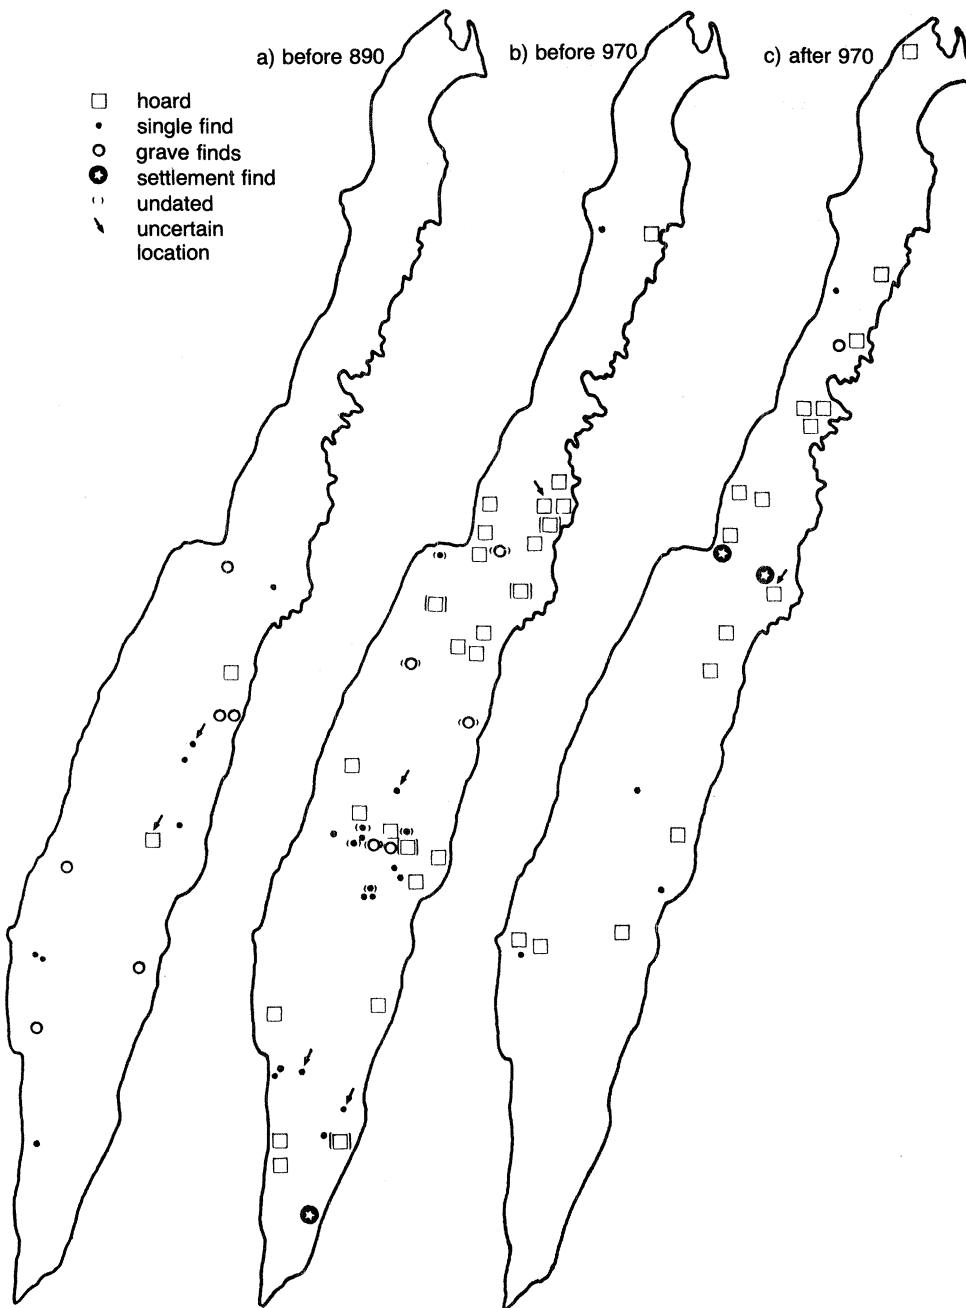 a) before 890
b) before 970
c) after 970
hoard
single find
grave finds
settlement find
undated
uncertain
location